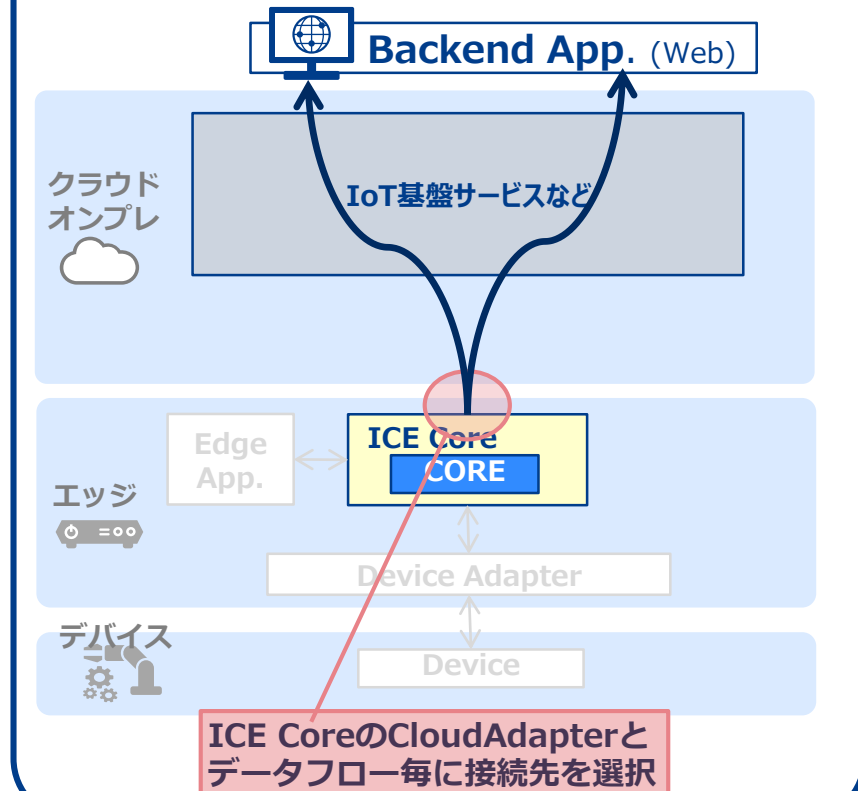 Backend App. (Web)
クラウド
オンプレ
IoT基盤サービスなど
Edge
App.
ICE Core
CORE
エッジ
Device Adapter
デバイス
Device
ICE CoreのCloudAdapterと
データフロー毎に接続先を選択